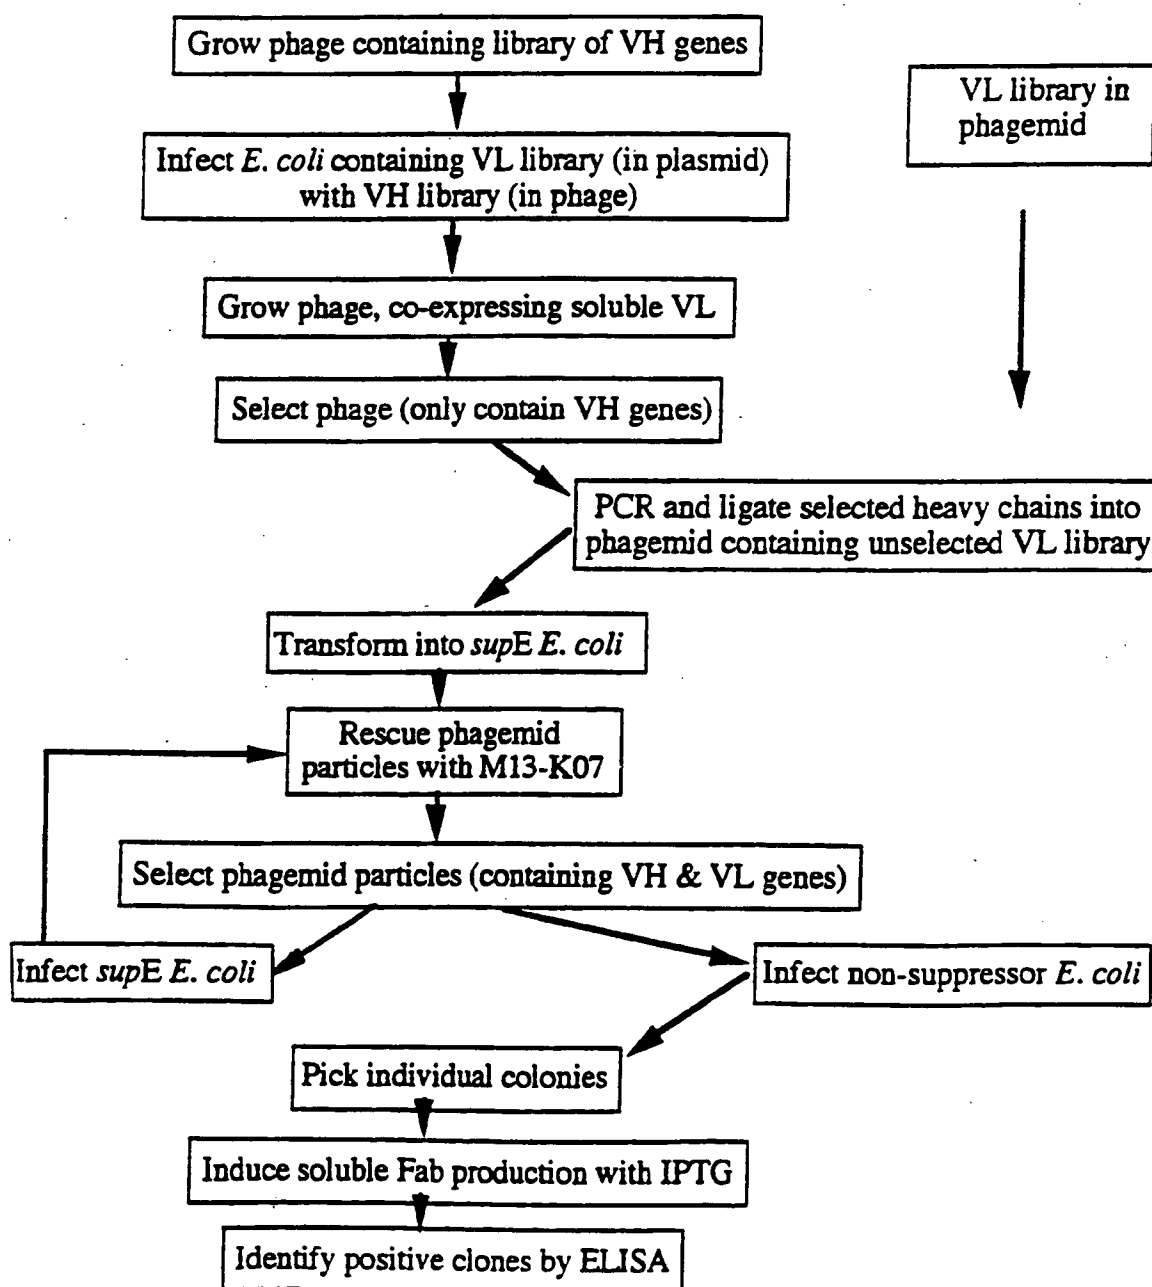 Grow phage containing library of VH genes
VL library in
phagemid
Infect E. coli containing VL library (in plasmid)
with VH library (in phage)
Grow phage, co-expressing soluble VL
Select phage (only contain VH genes)
PCR and ligate selected heavy chains into
phagemid containing unselected VL library
Transform into supE E. coli
Rescue phagemid
particles with M13-K07
Select phagemid particles (containing VH & VL genes)
Infect supE E. coli
Infect non-suppressor E. coli
Pick individual colonies
Induce soluble Fab production with IPTG
Identify positive clones by ELISA